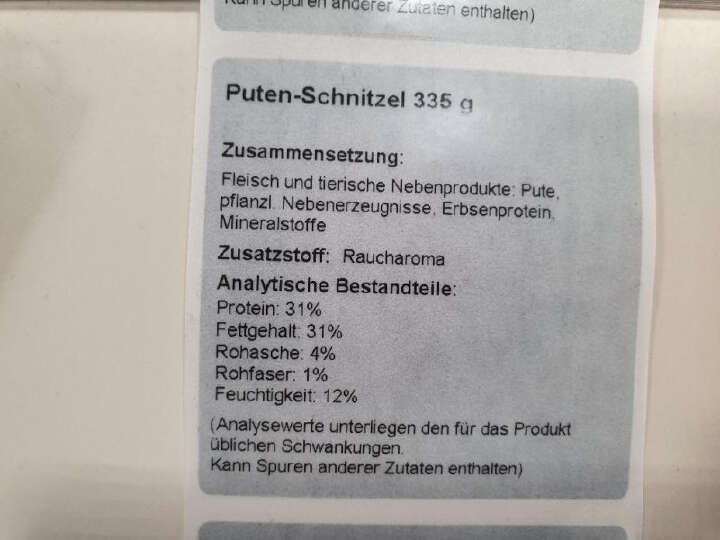 Kann Spuren anderer Zutaten enthalten)
Puten-Schnitzel 335 g
Zusammensetzung:
Fleisch und tierische Nebenprodukte: Pute,
pflanzl. Nebenerzeugnisse, Erbsenprotein,
Mineralstoffe
Zusatzstoff: Raucharoma
Analytische Bestandteile:
Protein: 31%
Fettgehalt: 31%
Rohasche: 4%
Rohfaser: 1%
Feuchtigkeit: 12%
(Analysewerte unterliegen den für das Produkt
üblichen Schwankungen.
Kann Spuren anderer Zutaten enthalten)